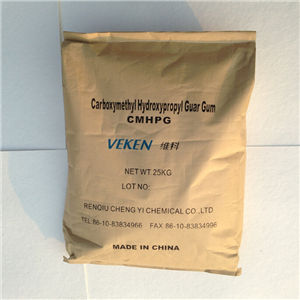 Carboxymethyl Hydroxypropyl Guar Gum
CMHPG
VEKEN 维科
NET WT 25KG
LOT NO:
RENQIU CHENG YI CHEMICAL CO.,LTD
TEL 86-10-83834966 FAX 86-10-83834996
MADE IN CHINA